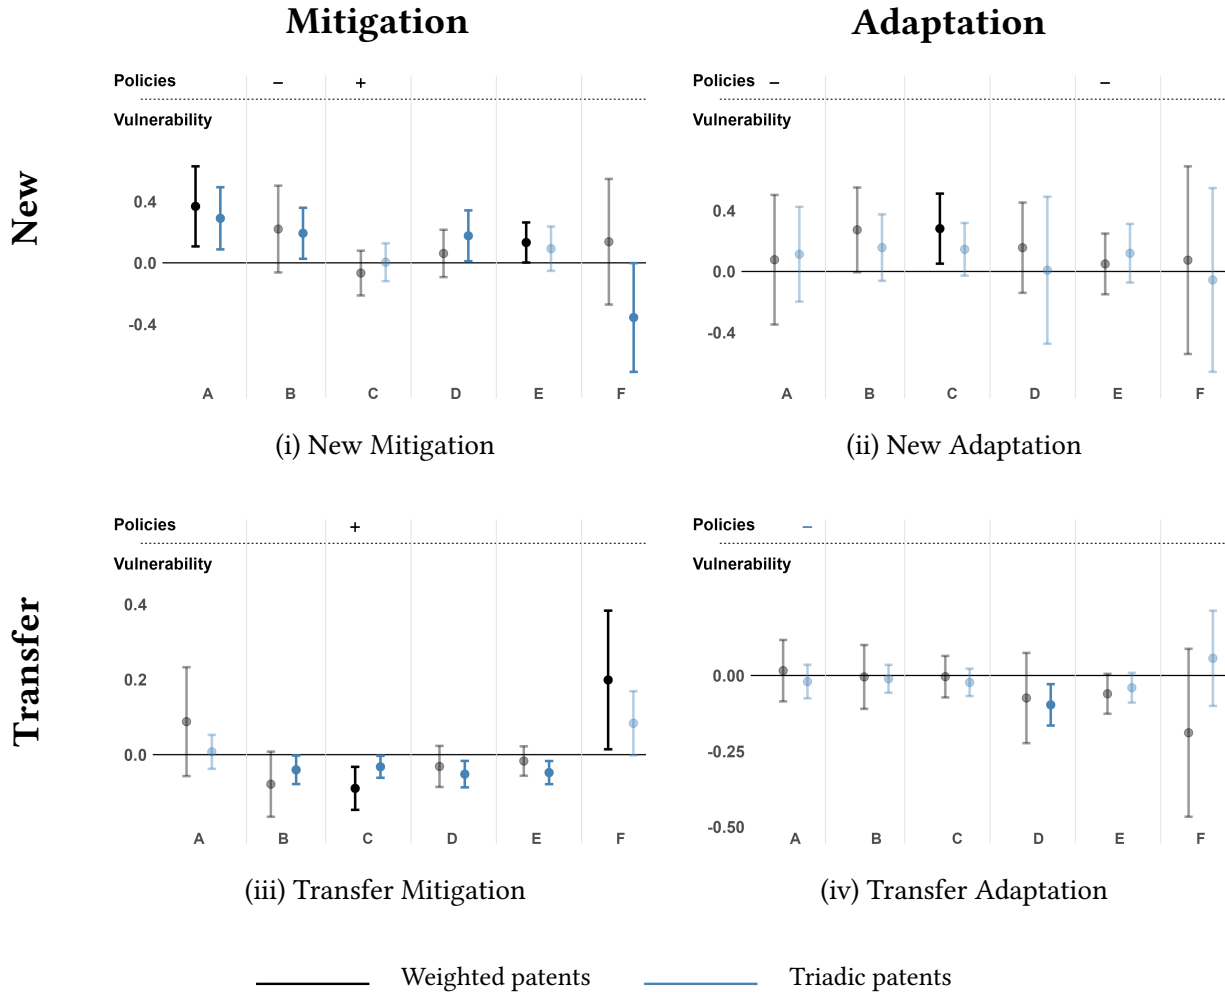 Mitigation
Adaptation
New
Policies − +
Vulnerability
0.4
0.0
-0.4
A B C D E F
(i) New Mitigation
Policies − −
Vulnerability
0.4
0.0
-0.4
A B C D E F
(ii) New Adaptation
Transfer
Policies +
Vulnerability
0.4
0.2
0.0
A B C D E F
(iii) Transfer Mitigation
Policies −
Vulnerability
0.00
-0.25
-0.50
A B C D E F
(iv) Transfer Adaptation
Weighted patents
Triadic patents